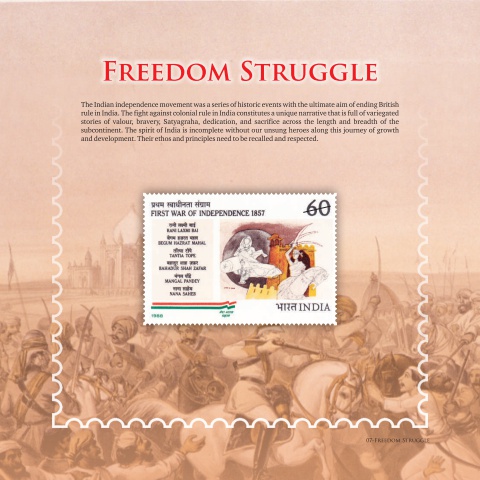 FREEDOM STRUGGLE
The Indian independence movement was a series of historic events with the ultimate aim of ending British
rule in India. The fight against colonial rule in India constitutes a unique narrative that is full of variegated
stories of valour, bravery, Satyagraha, dedication, and sacrifice across the length and breadth of the
subcontinent. The spirit of India is incomplete without our unsung heroes along this journey of growth
and development. Their ethos and principles need to be recalled and respected.
प्रथम स्वाधीनता संग्राम
FIRST WAR OF INDEPENDENCE 1857
60
रानी लक्ष्मी बाई
RANI LAXMI BAI
बेगम हज़रत महल
BEGUM HAZRAT MAHAL
तांत्या टोपे
TANTIA TOPE
बहादुर शाह ज़फ़र
BAHADUR SHAH ZAFAR
मंगल पांडे
MANGAL PANDEY
नाना साहेब
NANA SAHEB
1988
भारत INDIA
07-FREEDOM STRUGGLE